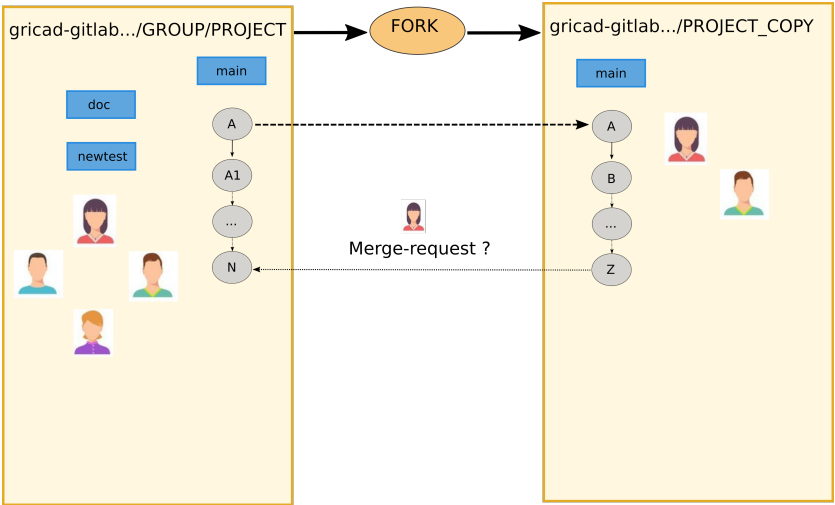 gricad-gitlab.../GROUP/PROJECT
FORK
gricad-gitlab.../PROJECT_COPY
main
main
doc
newtest
A
A
A1
B
...
...
Merge-request ?
N
Z